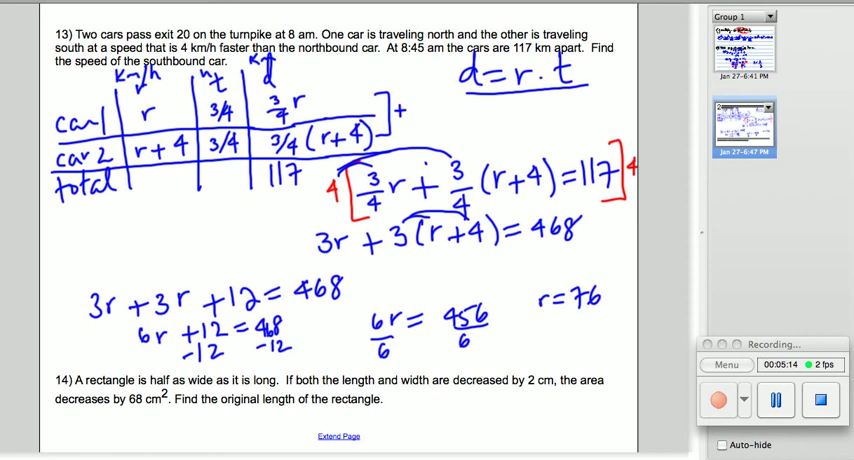 13) Two cars pass exit 20 on the turnpike at 8 am. One car is traveling north and the other is traveling
south at a speed that is 4 km/h faster than the northbound car. At 8:45 am the cars are 117 km apart. Find
the speed of the southbound car.
d = r · t
km/h h km
r t d
car 1 r 3/4 3/4 r
car 2 r + 4 3/4 3/4 (r + 4) ] +
total 117
4 [ 3/4 r + 3/4 (r + 4) = 117 ] 4
3r + 3 (r + 4) = 468
3r + 3r + 12 = 468
6r + 12 = 468
-12 -12
6r = 456
6 6
r = 76
14) A rectangle is half as wide as it is long. If both the length and width are decreased by 2 cm, the area
decreases by 68 cm². Find the original length of the rectangle.
Extend Page
Group 1
Jan 27-6:41 PM
Jan 27-6:47 PM
Recording...
Menu
00:05:14 2 fps
Auto-hide